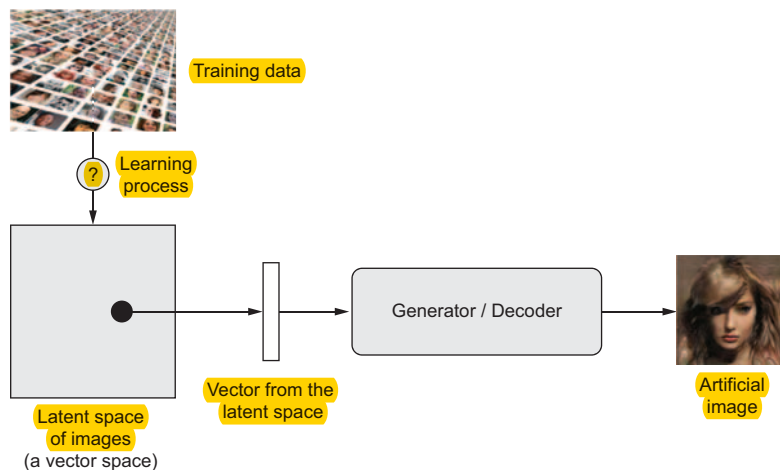 Training data
?
Learning
process
Generator / Decoder
Vector from the
latent space
Artificial
image
Latent space
of images
(a vector space)